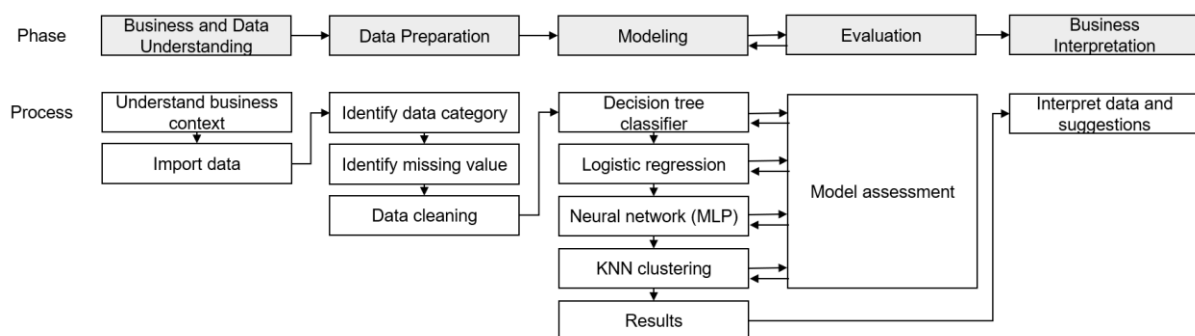 Phase
Business and Data
Understanding
Data Preparation
Modeling
Evaluation
Business
Interpretation
Process
Understand business
context
Import data
Identify data category
Identify missing value
Data cleaning
Decision tree
classifier
Logistic regression
Neural network (MLP)
KNN clustering
Results
Model assessment
Interpret data and
suggestions